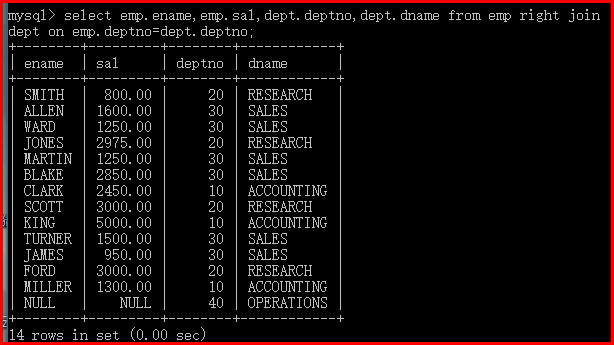 mysql> select emp.ename,emp.sal,dept.deptno,dept.dname from emp right join
dept on emp.deptno=dept.deptno;
+--------+---------+--------+------------+
| ename  | sal     | deptno | dname      |
+--------+---------+--------+------------+
| SMITH  |  800.00 |     20 | RESEARCH   |
| ALLEN  | 1600.00 |     30 | SALES      |
| WARD   | 1250.00 |     30 | SALES      |
| JONES  | 2975.00 |     20 | RESEARCH   |
| MARTIN | 1250.00 |     30 | SALES      |
| BLAKE  | 2850.00 |     30 | SALES      |
| CLARK  | 2450.00 |     10 | ACCOUNTING |
| SCOTT  | 3000.00 |     20 | RESEARCH   |
| KING   | 5000.00 |     10 | ACCOUNTING |
| TURNER | 1500.00 |     30 | SALES      |
| JAMES  |  950.00 |     30 | SALES      |
| FORD   | 3000.00 |     20 | RESEARCH   |
| MILLER | 1300.00 |     10 | ACCOUNTING |
| NULL   |    NULL |     40 | OPERATIONS |
+--------+---------+--------+------------+
14 rows in set (0.00 sec)